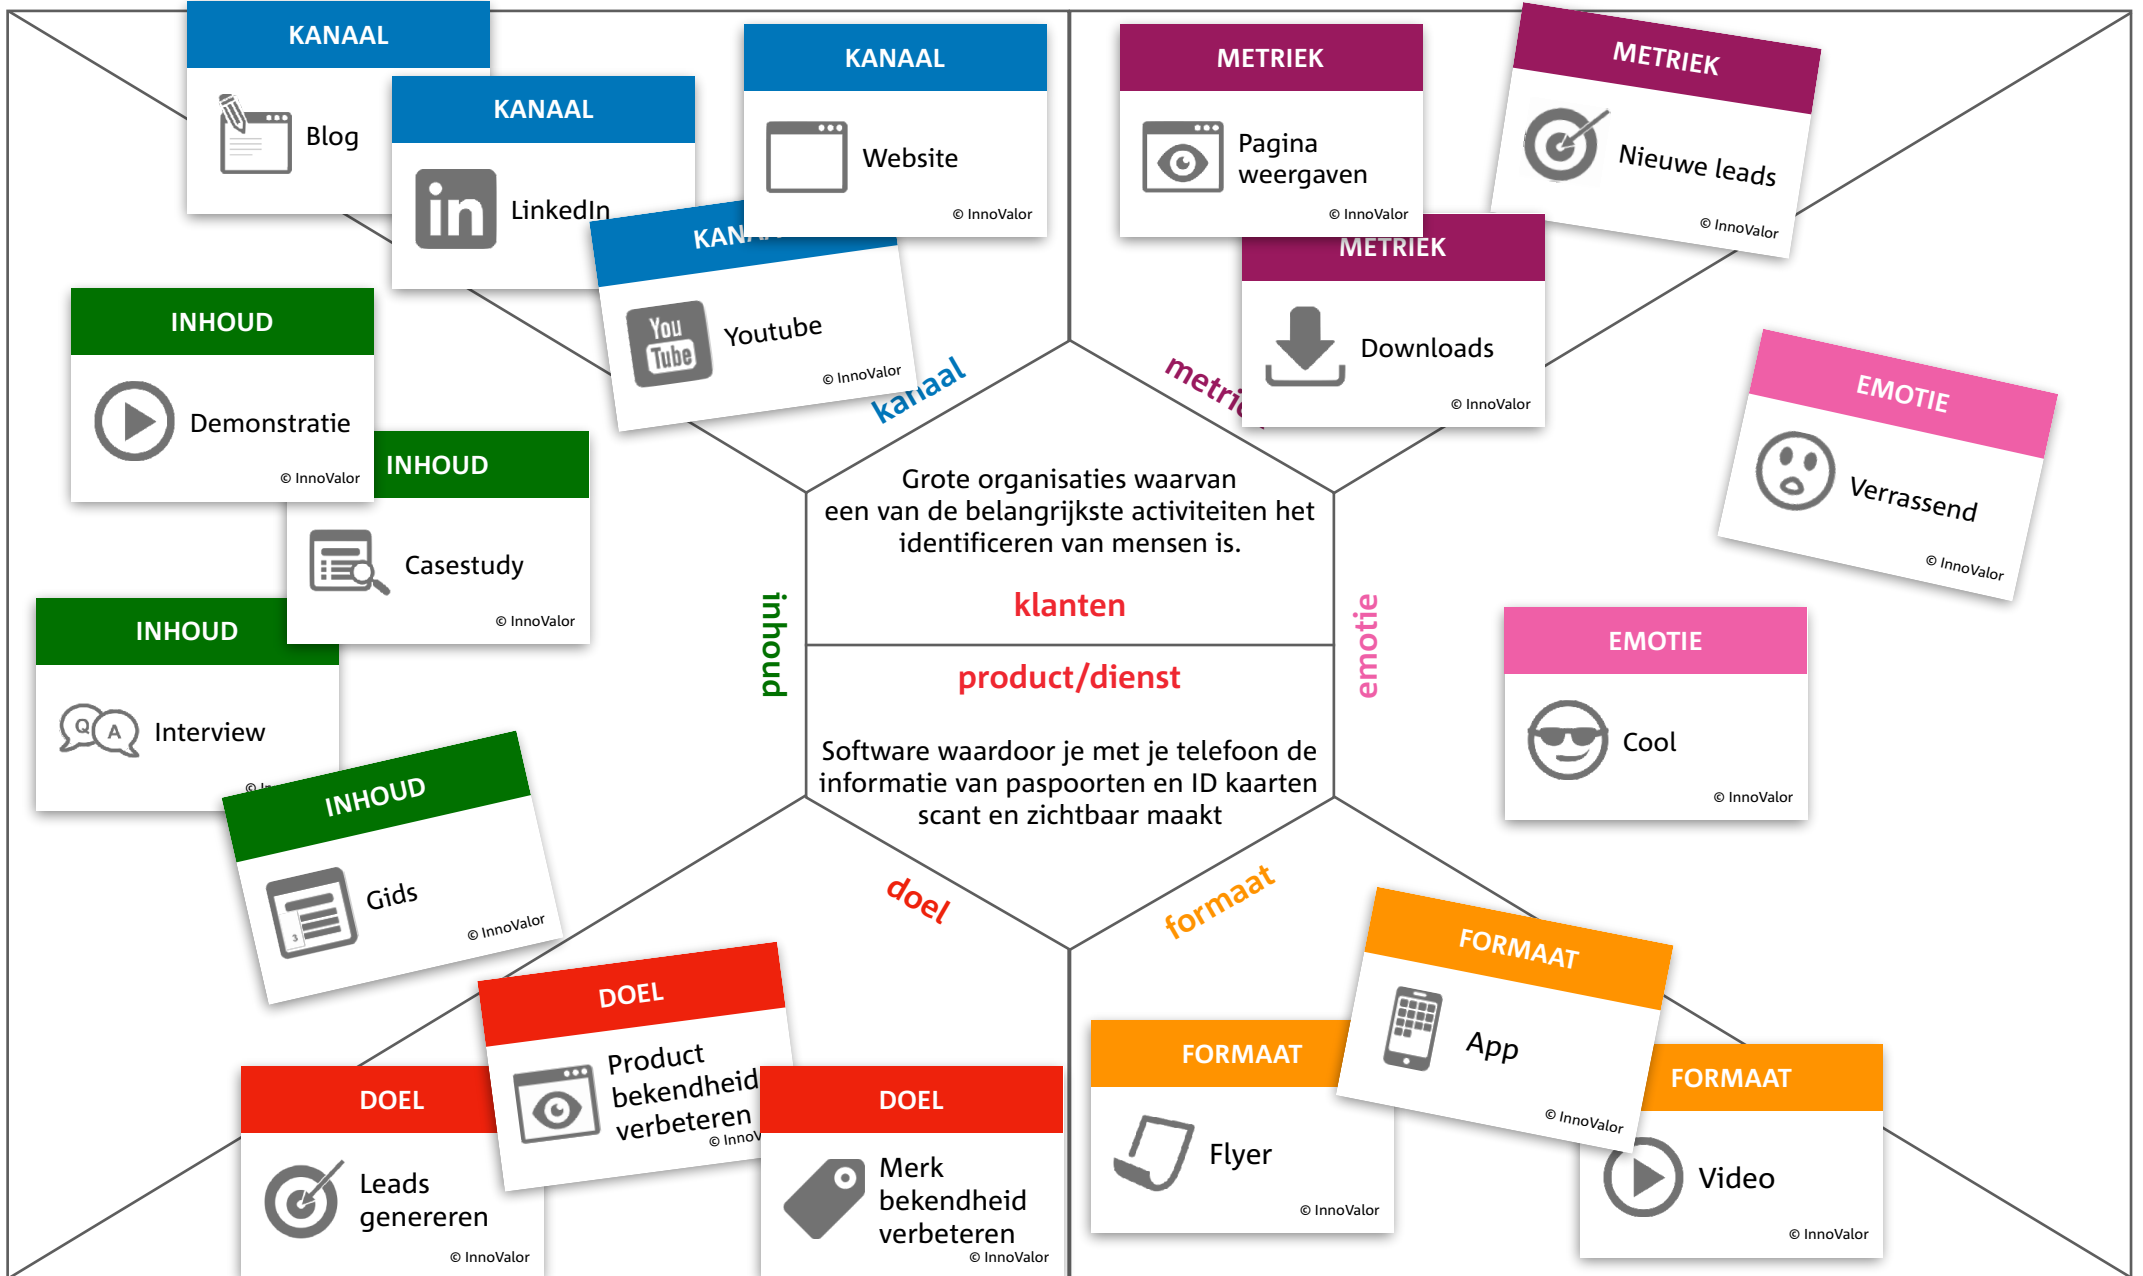 KANAAL
Blog
KANAAL
in
LinkedIn
KANAAL
Website
© InnoValor
You
Tube
Youtube
© InnoValor
kanaal
METRIEK
Pagina
weergaven
© InnoValor
METRIEK
Nieuwe leads
© InnoValor
METRIEK
Downloads
© InnoValor
INHOUD
Demonstratie
© InnoValor
INHOUD
Casestudy
© InnoValor
INHOUD
Q A
Interview
INHOUD
3
Gids
© InnoValor
inhoud
Grote organisaties waarvan
een van de belangrijkste activiteiten het
identificeren van mensen is.
klanten
product/dienst
Software waardoor je met je telefoon de
informatie van paspoorten en ID kaarten
scant en zichtbaar maakt
emotie
EMOTIE
Verrassend
© InnoValor
EMOTIE
Cool
© InnoValor
doel
DOEL
Product
bekendheid
verbeteren
DOEL
Leads
genereren
© InnoValor
DOEL
Merk
bekendheid
verbeteren
© InnoValor
formaat
FORMAAT
App
© InnoValor
FORMAAT
Flyer
© InnoValor
FORMAAT
Video
© InnoValor